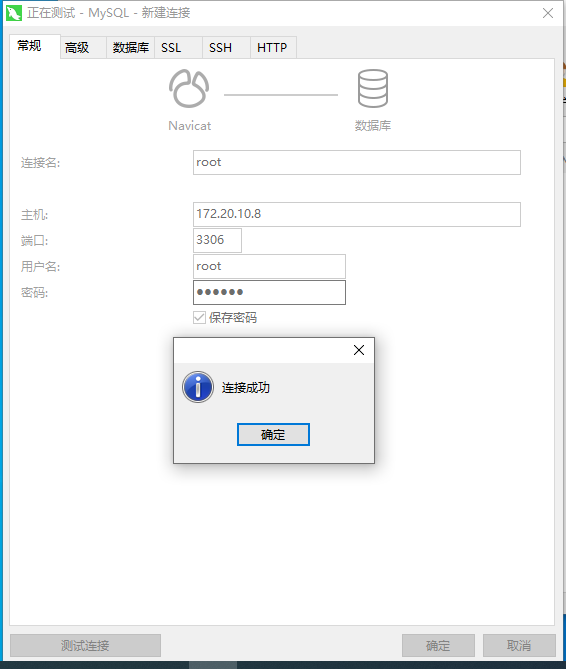 正在测试 - MySQL - 新建连接
常规 高级 数据库 SSL SSH HTTP
Navicat 数据库
连接名: root
主机: 172.20.10.8
端口: 3306
用户名: root
密码: ●●●●●●
保存密码
连接成功
确定
测试连接 确定 取消